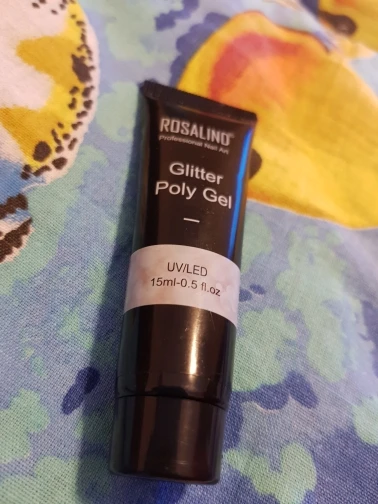 ROSALIND®
Professional Nail Art
Glitter
Poly Gel
UV/LED
15ml-0.5 fl.oz